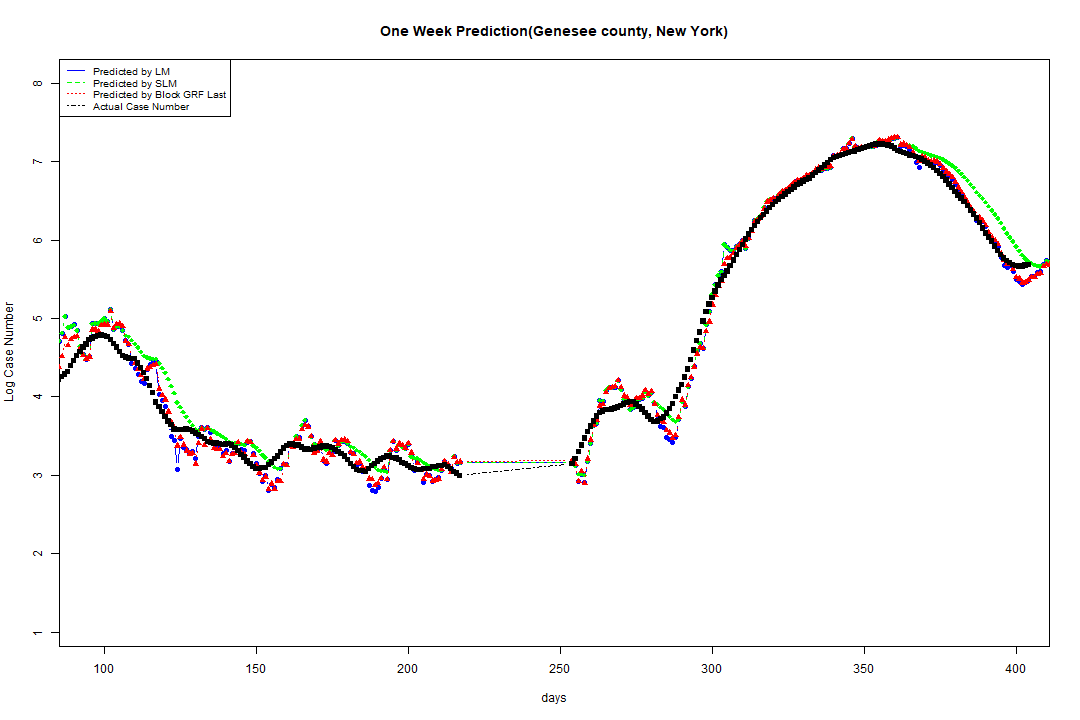 One Week Prediction(Genesee county, New York)
Predicted by LM
Predicted by SLM
Predicted by Block GRF Last
Actual Case Number
8
7
6
5
4
3
2
1
Log Case Number
100 150 200 250 300 350 400
days